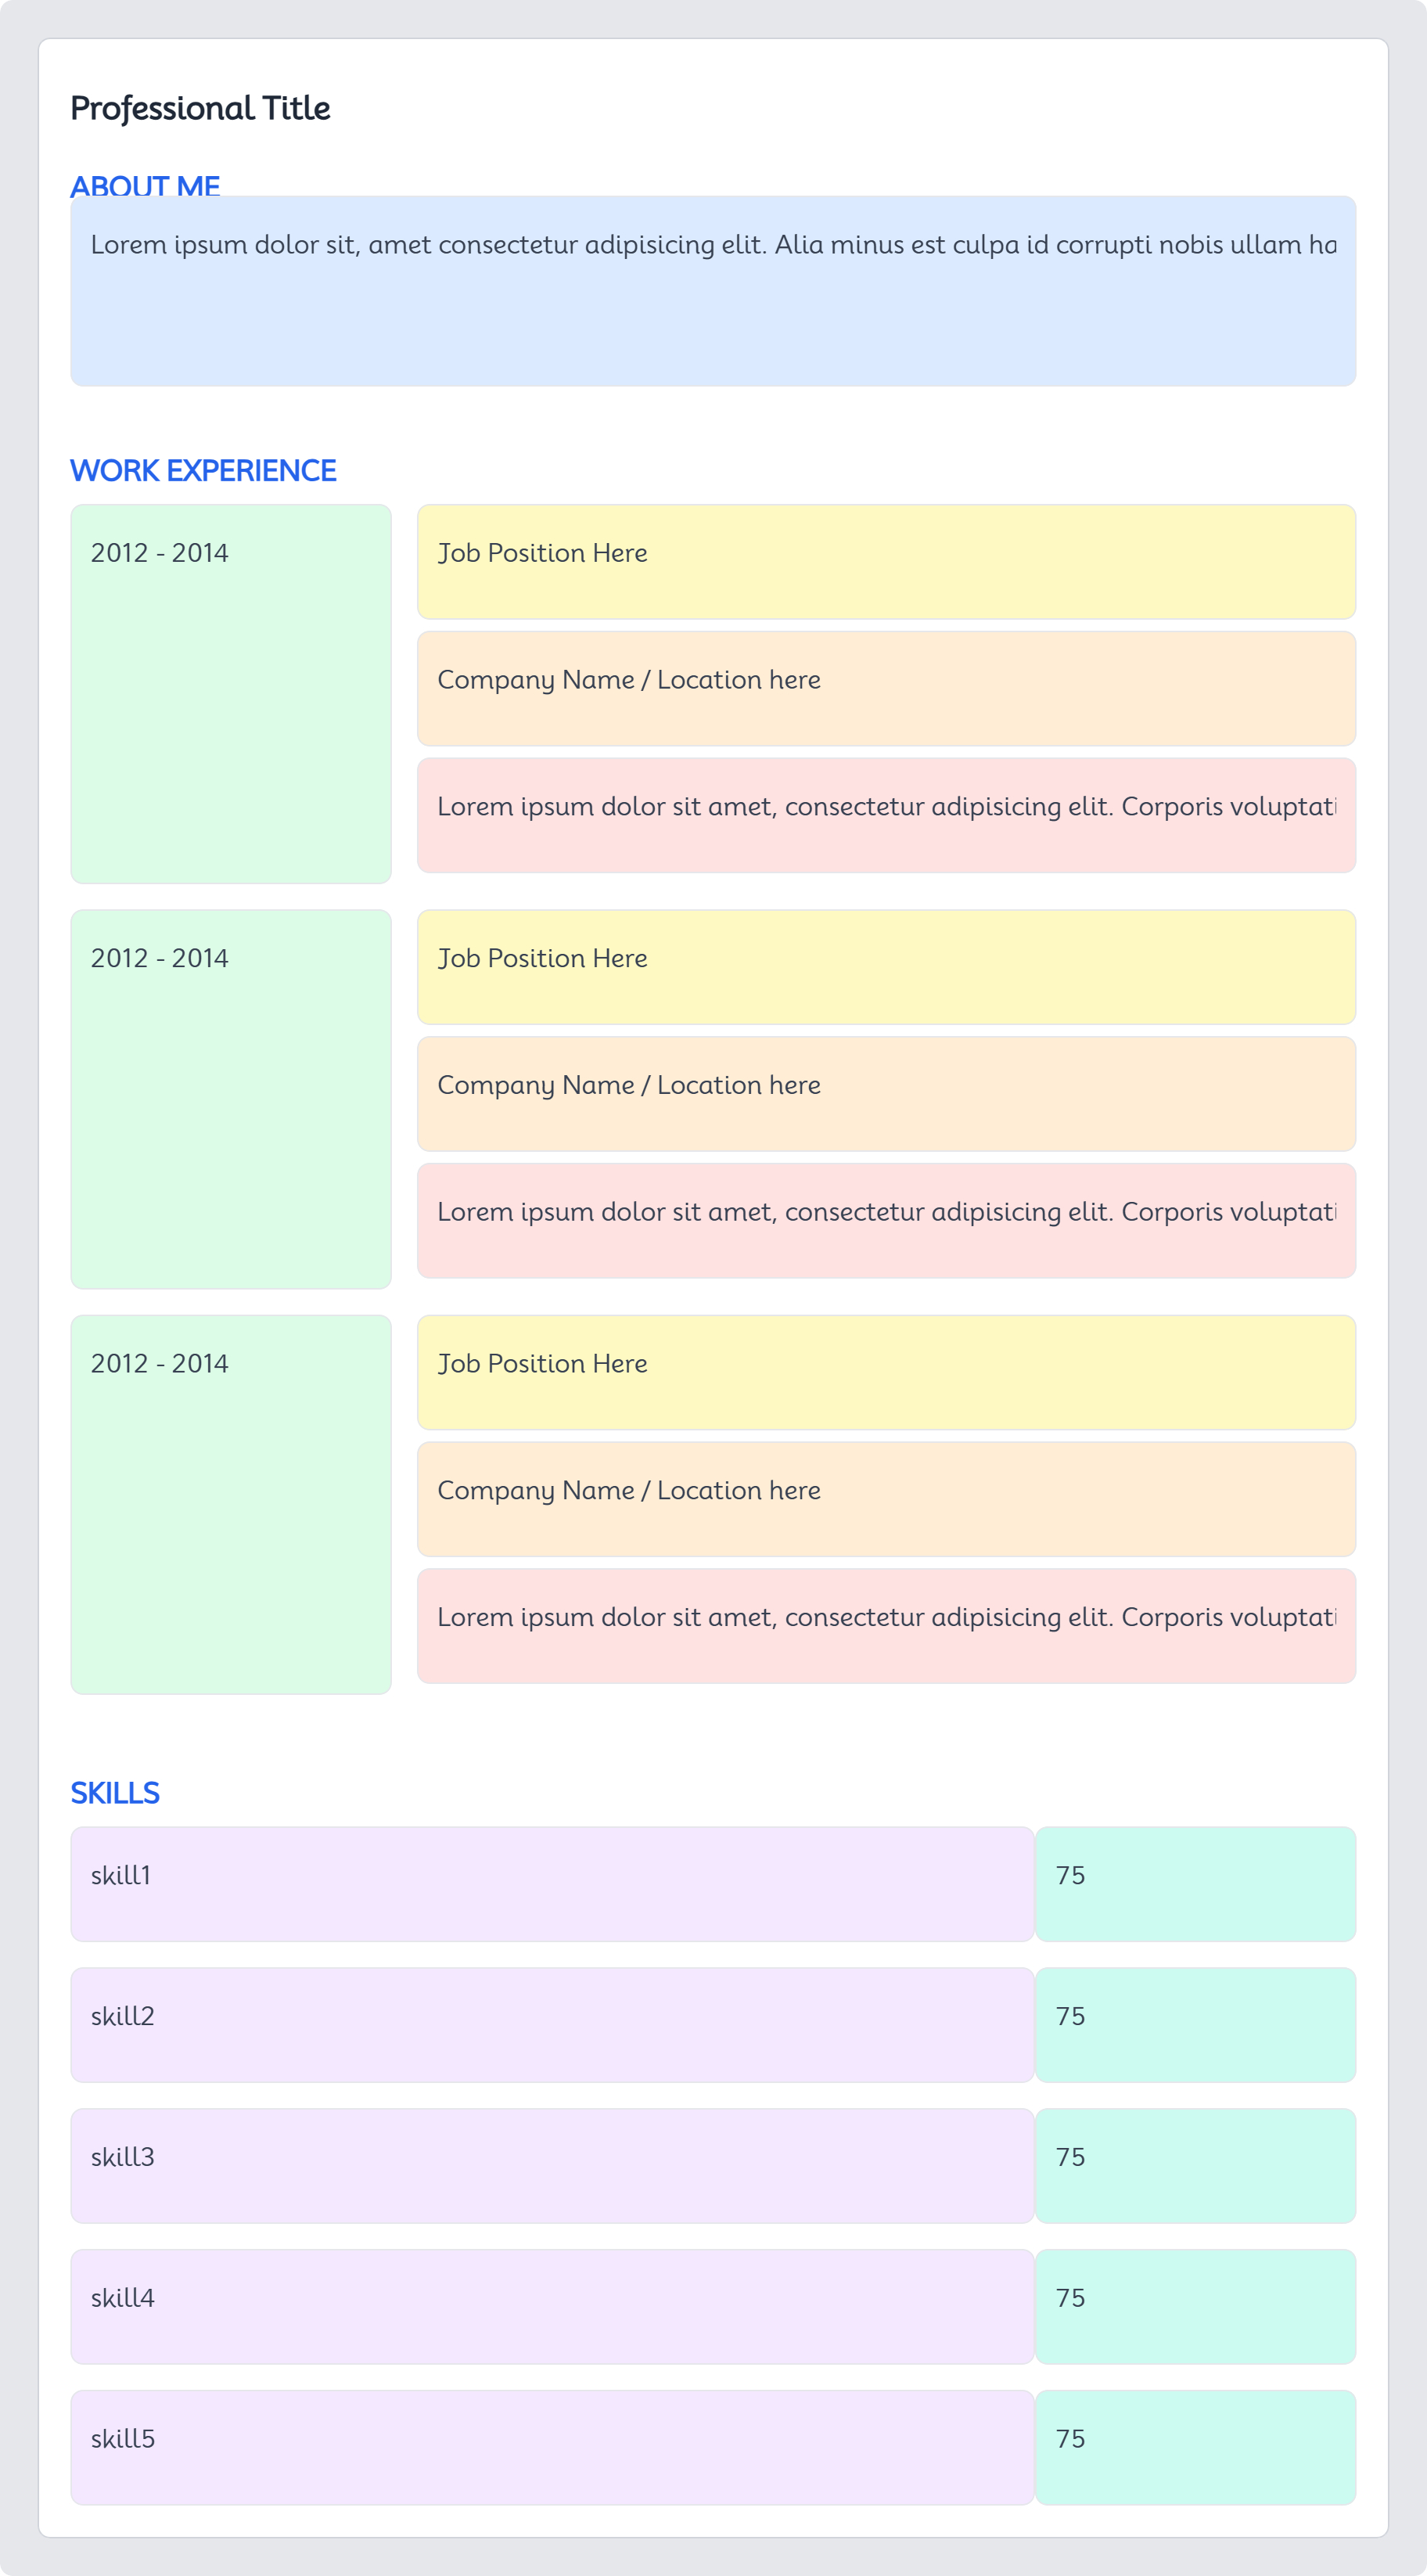 Professional Title
ABOUT ME
Lorem ipsum dolor sit, amet consectetur adipisicing elit. Alia minus est culpa id corrupti nobis ullam
WORK EXPERIENCE
2012 - 2014
Job Position Here
Company Name / Location here
Lorem ipsum dolor sit amet, consectetur adipisicing elit. Corporis
2012 - 2014
Job Position Here
Company Name / Location here
Lorem ipsum dolor sit amet, consectetur adipisicing elit. Corporis
2012 - 2014
Job Position Here
Company Name / Location here
Lorem ipsum dolor sit amet, consectetur adipisicing elit. Corporis
SKILLS
skill1 75
skill2 75
skill3 75
skill4 75
skill5 75